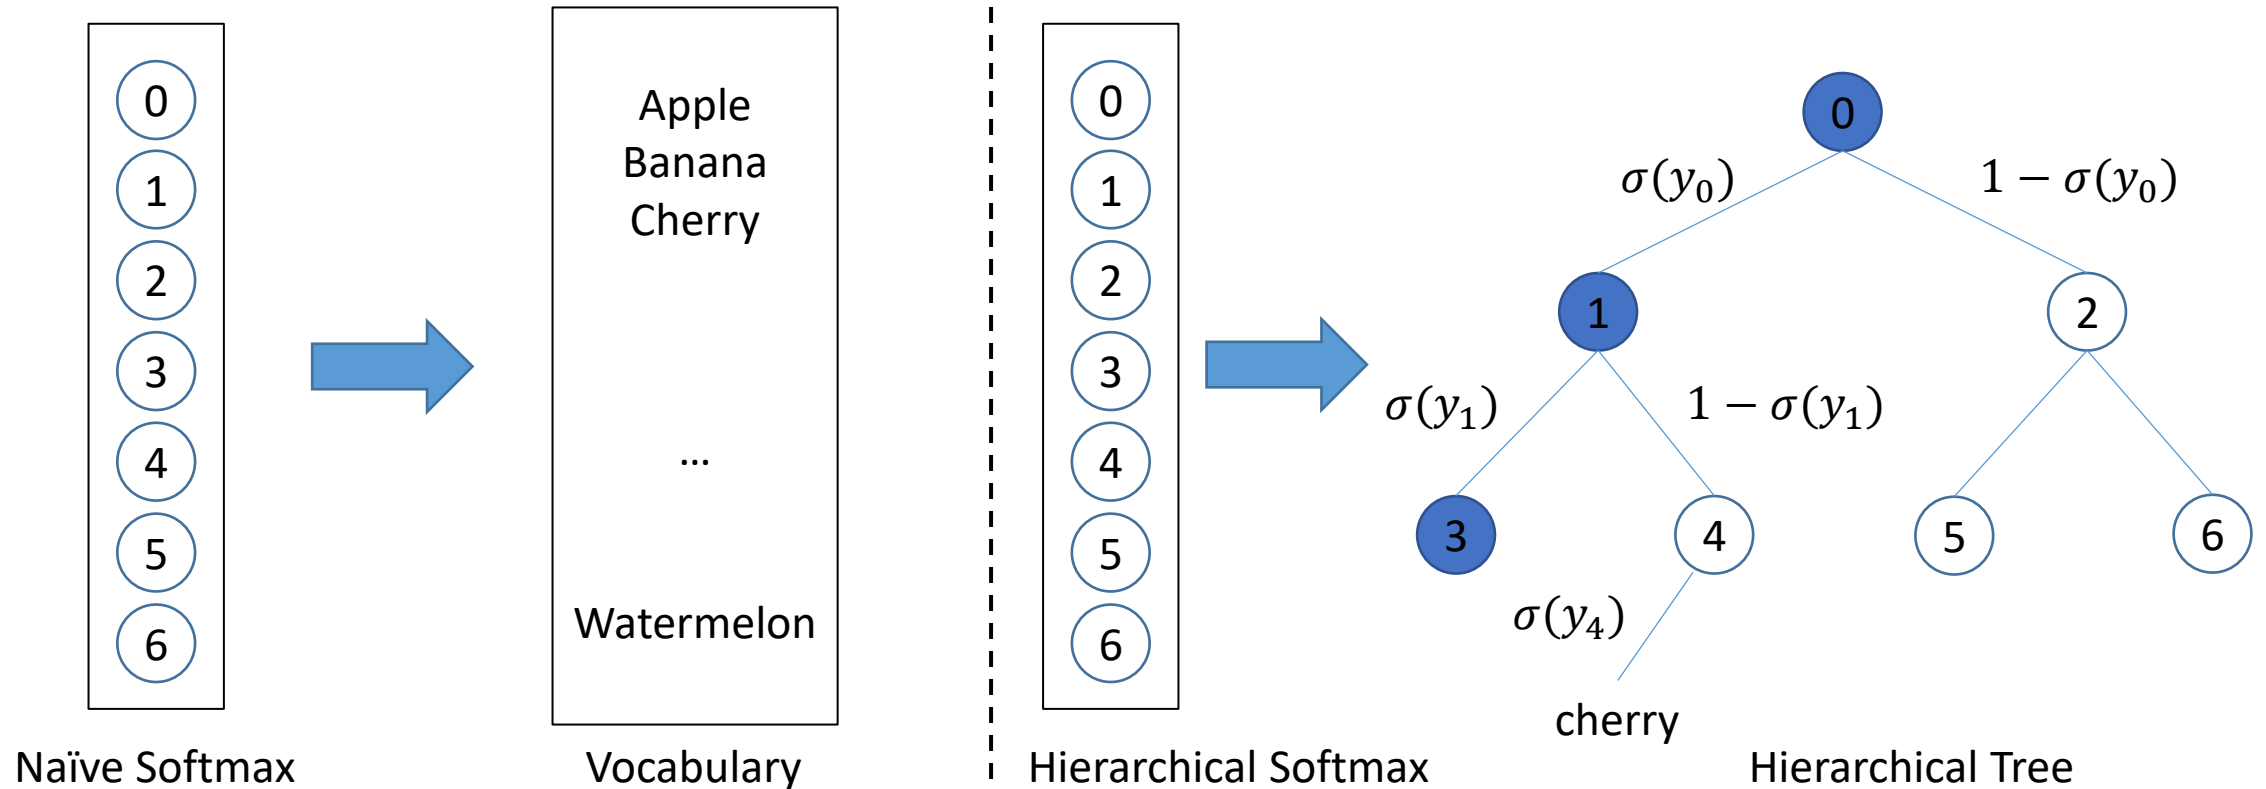 0
1
2
3
4
5
6
Naïve Softmax
Apple
Banana
Cherry
...
Watermelon
Vocabulary
0
1
2
3
4
5
6
Hierarchical Softmax
0
σ(y₀)
1 − σ(y₀)
1
2
σ(y₁)
1 − σ(y₁)
3
4
5
6
σ(y₄)
cherry
Hierarchical Tree